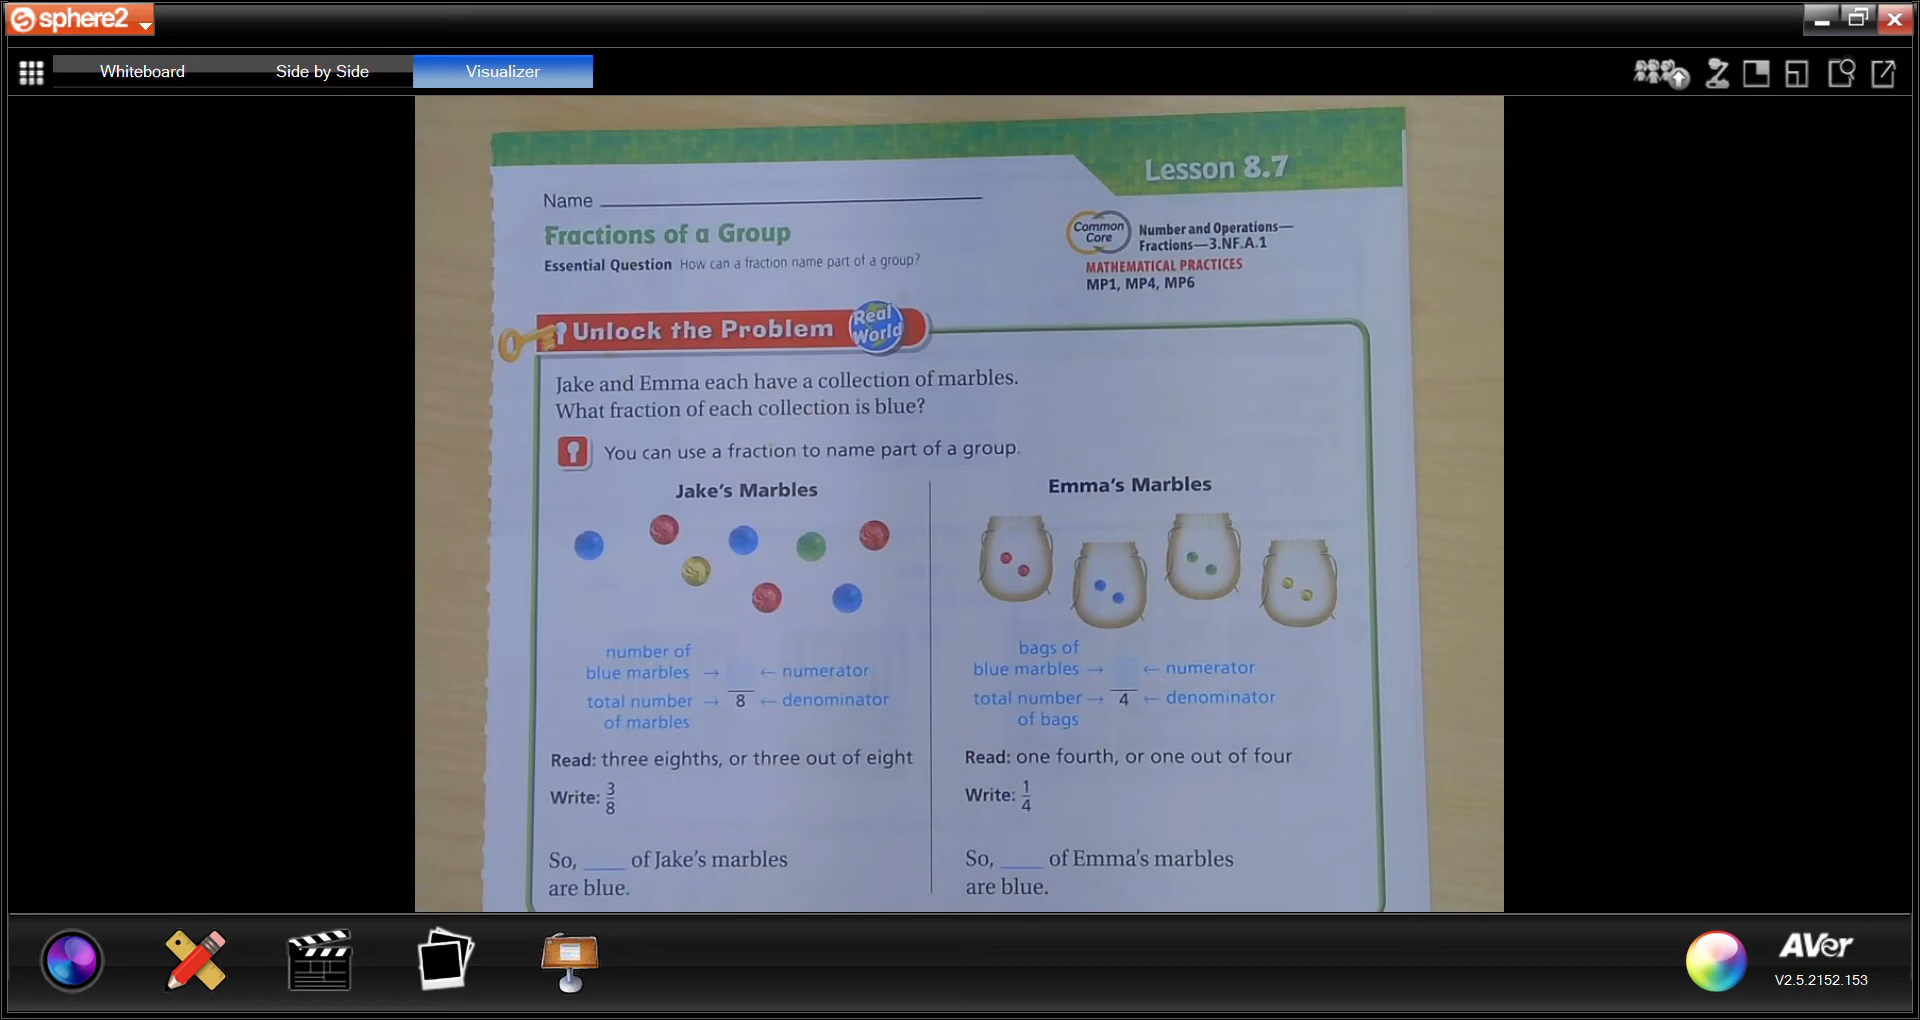 sphere2
Whiteboard
Side by Side
Visualizer
Lesson 8.7
Name
Fractions of a Group
Essential Question How can a fraction name part of a group?
Common
Core
Number and Operations—
Fractions—3.NF.A.1
MATHEMATICAL PRACTICES
MP1, MP4, MP6
Unlock the Problem
Real
World
Jake and Emma each have a collection of marbles.
What fraction of each collection is blue?
You can use a fraction to name part of a group.
Jake's Marbles
number of
blue marbles → ← numerator
total number → 8 ← denominator
of marbles
Read: three eighths, or three out of eight
Write: 3/8
So, ____ of Jake's marbles
are blue.
Emma's Marbles
bags of
blue marbles → ← numerator
total number → 4 ← denominator
of bags
Read: one fourth, or one out of four
Write: 1/4
So, ____ of Emma's marbles
are blue.
AVer
V2.5.2152.153